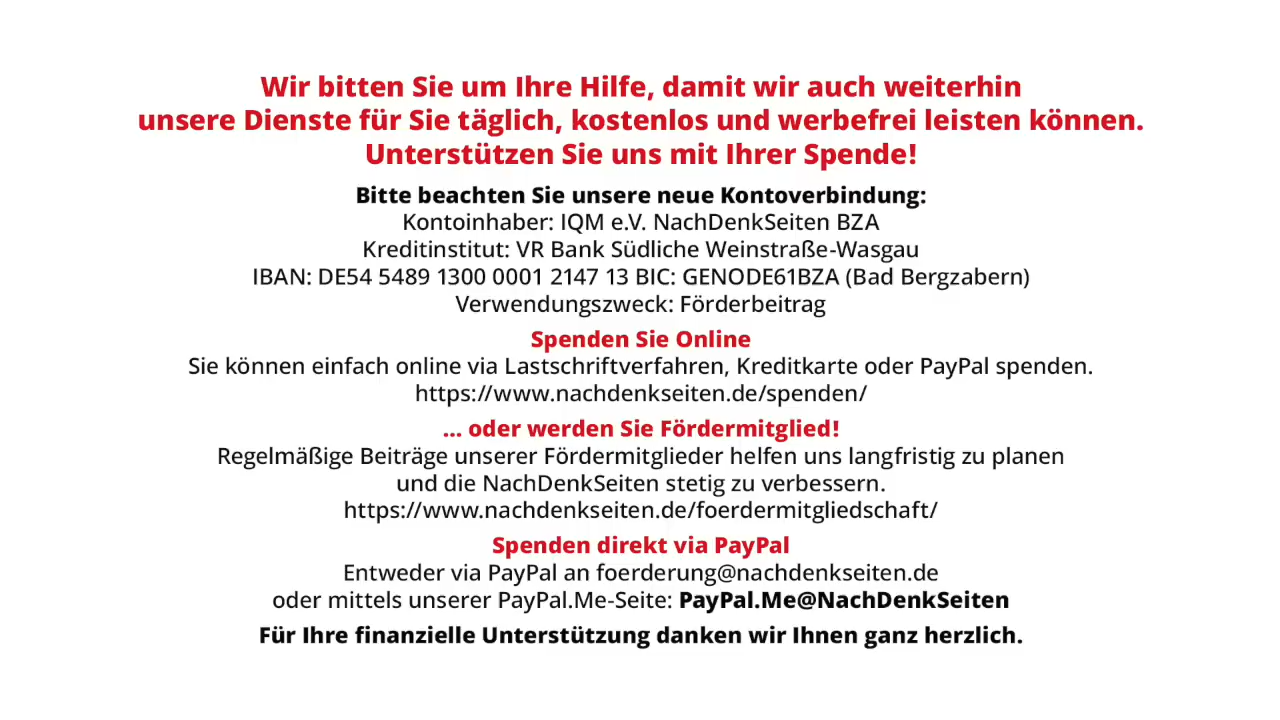 Wir bitten Sie um Ihre Hilfe, damit wir auch weiterhin
unsere Dienste für Sie täglich, kostenlos und werbefrei leisten können.
Unterstützen Sie uns mit Ihrer Spende!
Bitte beachten Sie unsere neue Kontoverbindung:
Kontoinhaber: IQM e.V. NachDenkSeiten BZA
Kreditinstitut: VR Bank Südliche Weinstraße-Wasgau
IBAN: DE54 5489 1300 0001 2147 13 BIC: GENODE61BZA (Bad Bergzabern)
Verwendungszweck: Förderbeitrag
Spenden Sie Online
Sie können einfach online via Lastschriftverfahren, Kreditkarte oder PayPal spenden.
https://www.nachdenkseiten.de/spenden/
... oder werden Sie Fördermitglied!
Regelmäßige Beiträge unserer Fördermitglieder helfen uns langfristig zu planen
und die NachDenkSeiten stetig zu verbessern.
https://www.nachdenkseiten.de/foerdermitgliedschaft/
Spenden direkt via PayPal
Entweder via PayPal an foerderung@nachdenkseiten.de
oder mittels unserer PayPal.Me-Seite: PayPal.Me@NachDenkSeiten
Für Ihre finanzielle Unterstützung danken wir Ihnen ganz herzlich.